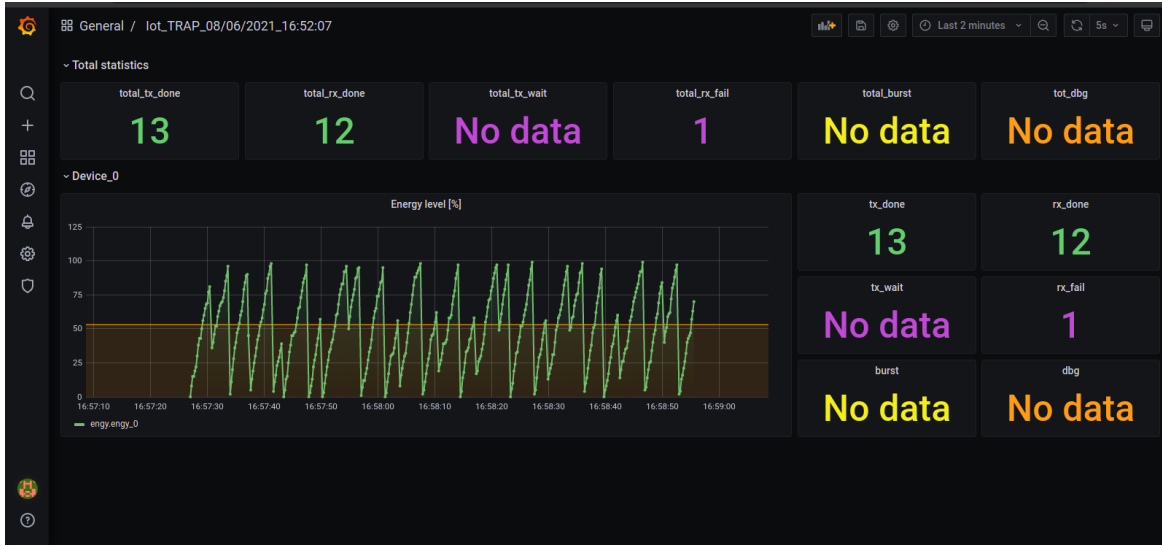 General / Iot_TRAP_08/06/2021_16:52:07
Last 2 minutes
5s
Total statistics
total_tx_done
13
total_rx_done
12
total_tx_wait
No data
total_rx_fail
1
total_burst
No data
tot_dbg
No data
Device_0
Energy level [%]
125
100
75
50
25
0
16:57:10 16:57:20 16:57:30 16:57:40 16:57:50 16:58:00 16:58:10 16:58:20 16:58:30 16:58:40 16:58:50 16:59:00
engy.engy_0
tx_done
13
rx_done
12
tx_wait
No data
rx_fail
1
burst
No data
dbg
No data